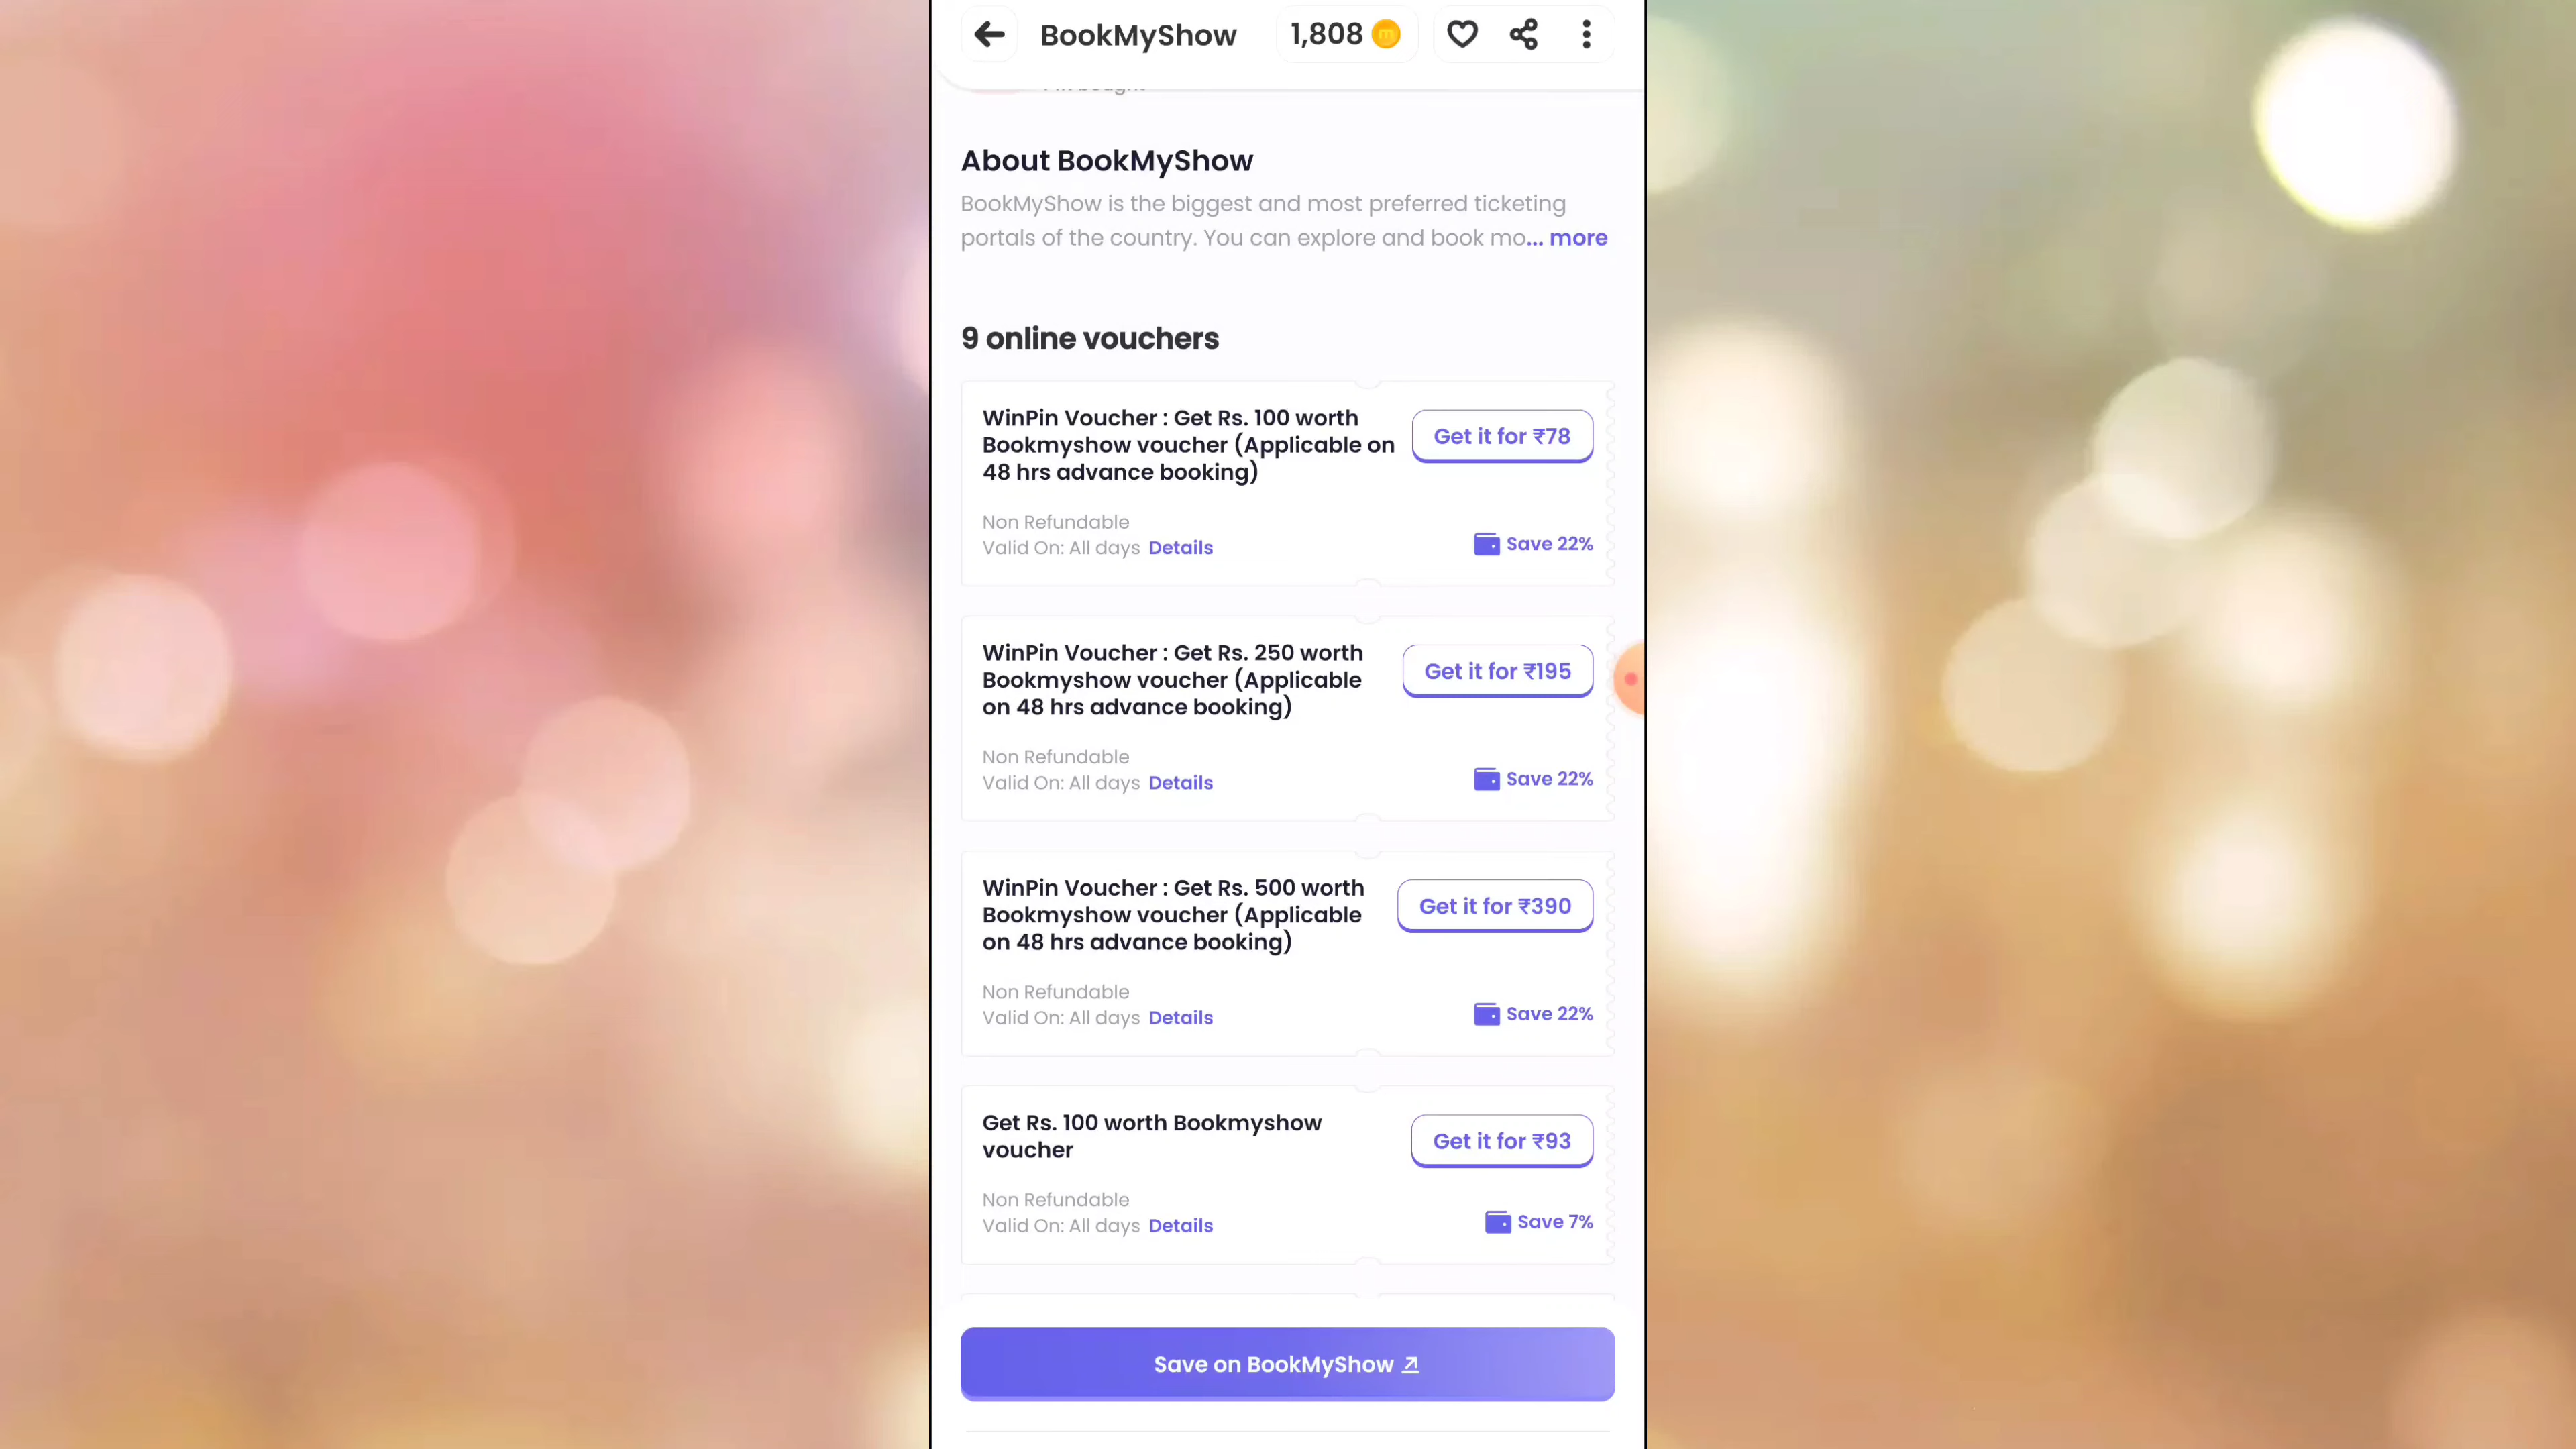 BookMyShow
1,808
About BookMyShow
BookMyShow is the biggest and most preferred ticketing
portals of the country. You can explore and book mo... more
9 online vouchers
WinPin Voucher : Get Rs. 100 worth
Bookmyshow voucher (Applicable on
48 hrs advance booking)
Get it for ₹78
Non Refundable
Valid On: All days Details
Save 22%
WinPin Voucher : Get Rs. 250 worth
Bookmyshow voucher (Applicable
on 48 hrs advance booking)
Get it for ₹195
Non Refundable
Valid On: All days Details
Save 22%
WinPin Voucher : Get Rs. 500 worth
Bookmyshow voucher (Applicable
on 48 hrs advance booking)
Get it for ₹390
Non Refundable
Valid On: All days Details
Save 22%
Get Rs. 100 worth Bookmyshow
voucher
Get it for ₹93
Non Refundable
Valid On: All days Details
Save 7%
Save on BookMyShow